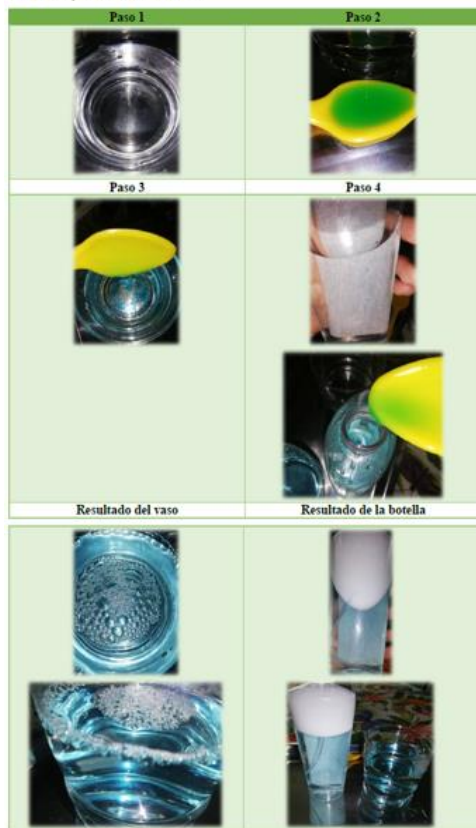 Paso 1
Paso 2
Paso 3
Paso 4
Resultado del vaso
Resultado de la botella